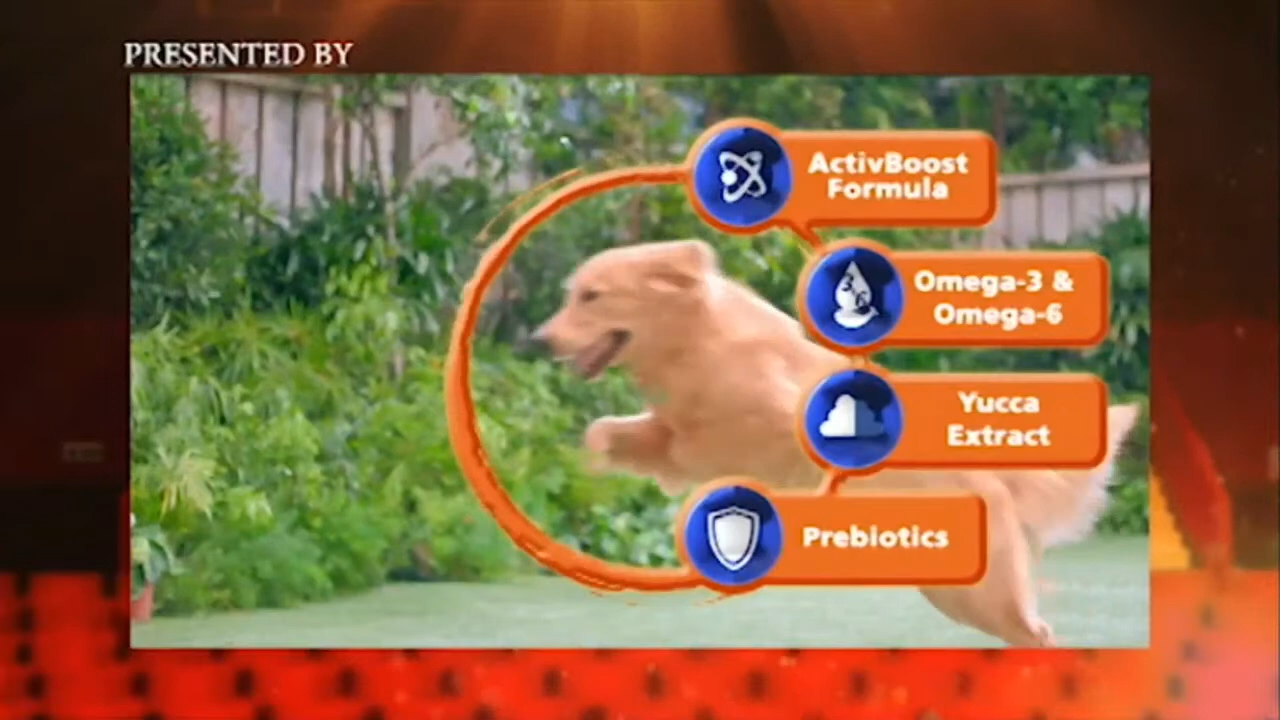 PRESENTED BY
ActivBoost
Formula
Omega-3 &
Omega-6
Yucca
Extract
Prebiotics